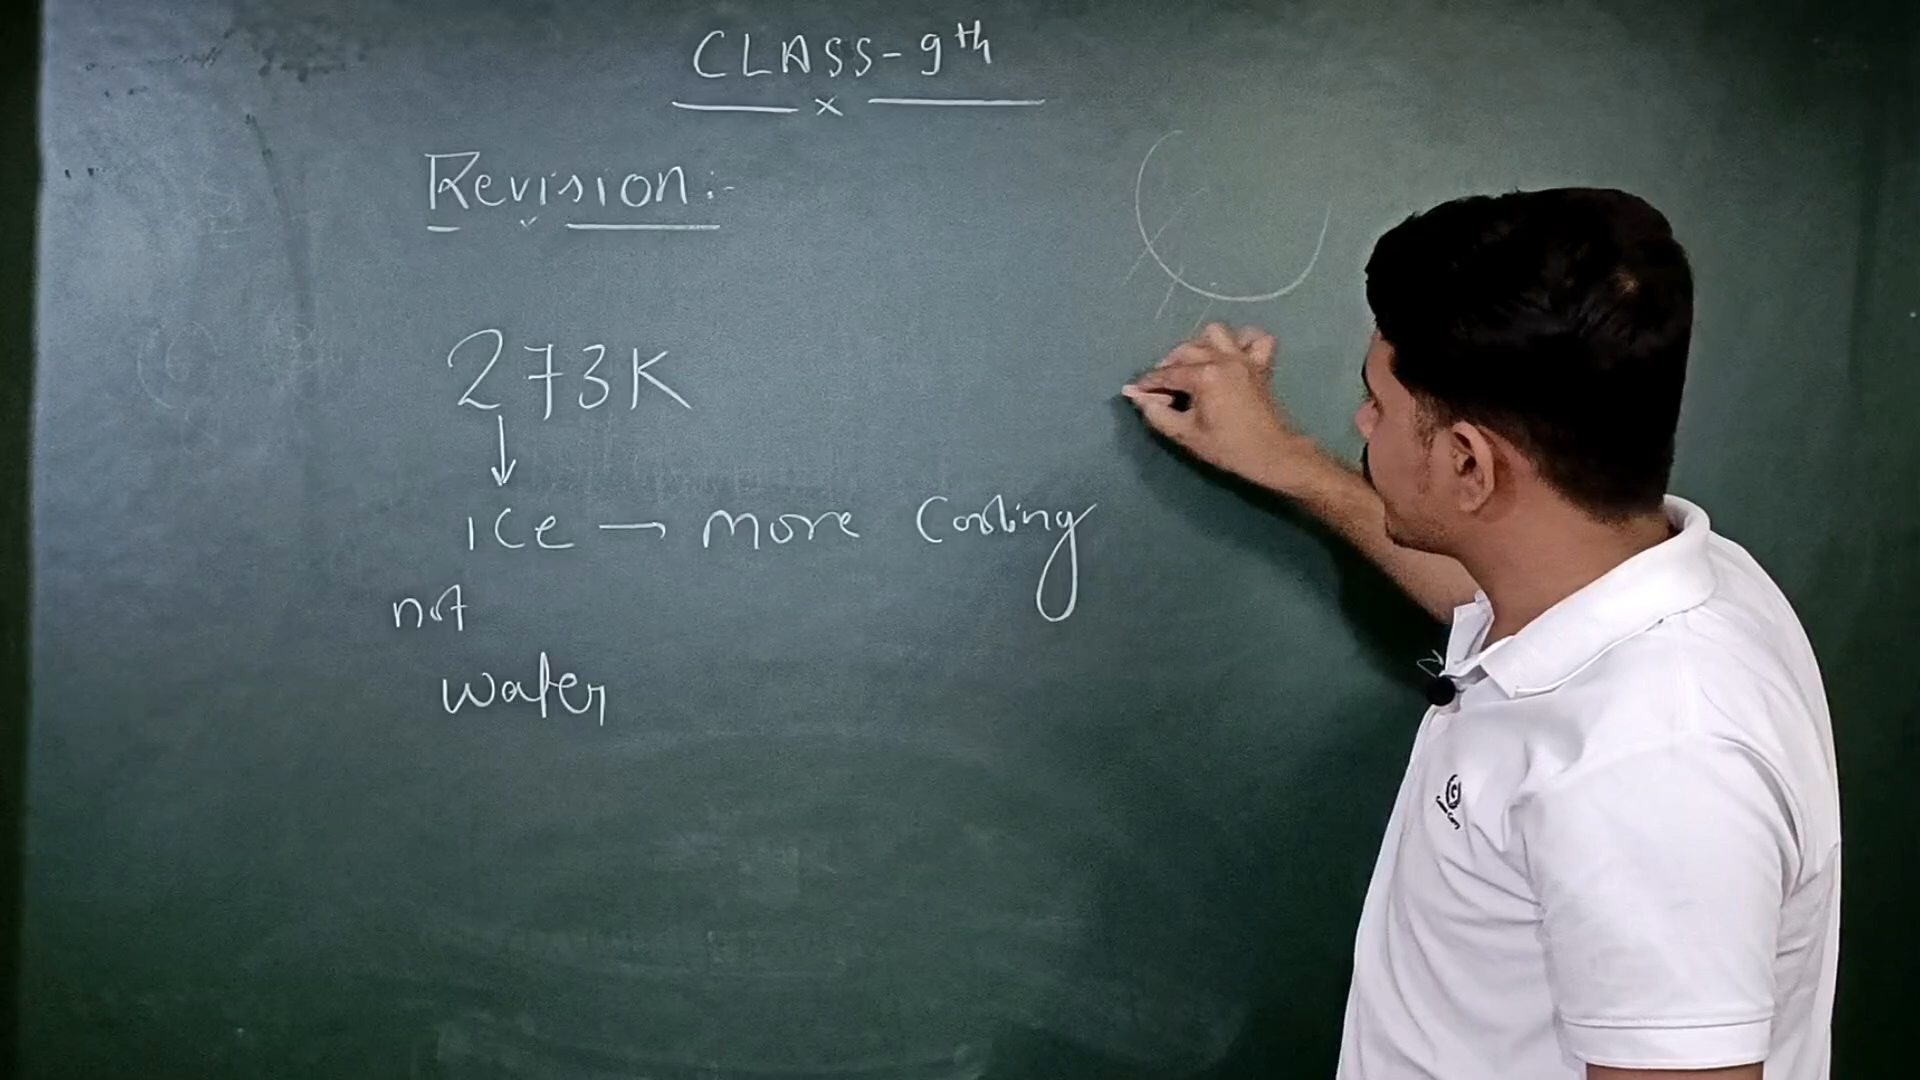 CLASS-9th
Revision:-
273K
ice → more cooling
not
water